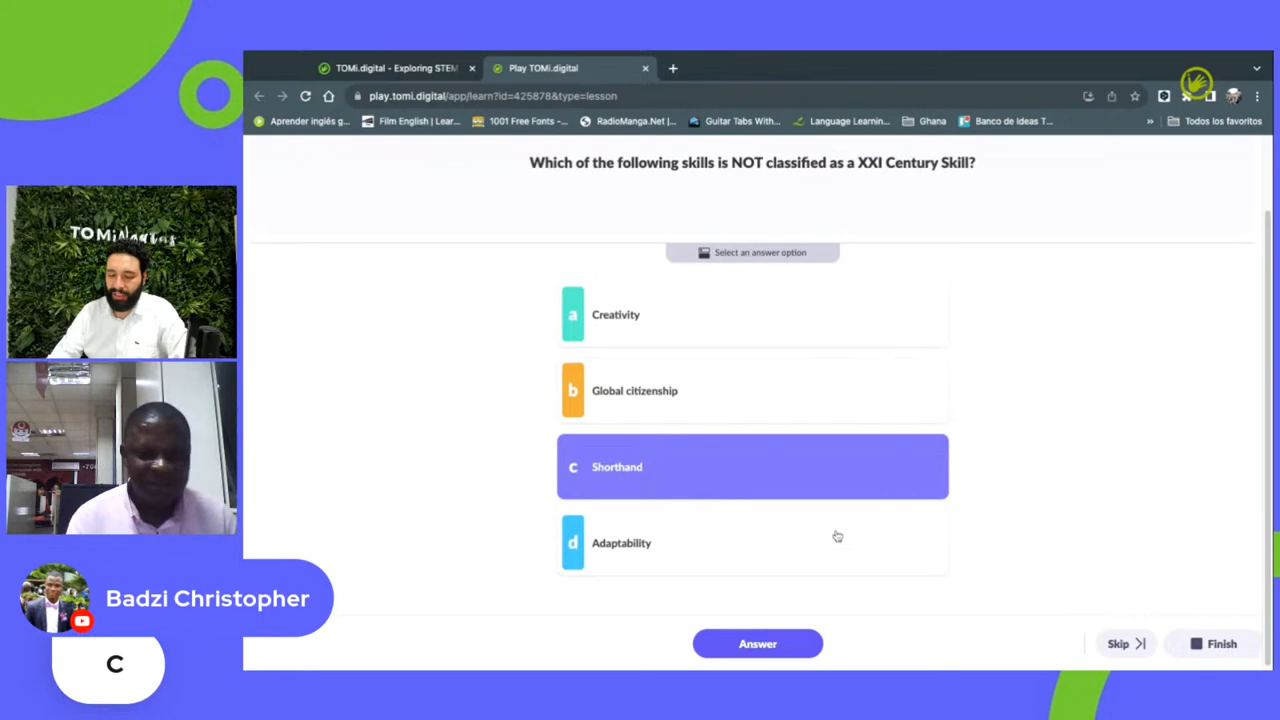 TOMi.digital - Exploring STEM
Play TOMi.digital
play.tomi.digital/app/learn?id=425878&type=lesson
Aprender inglés g...
Film English | Lear...
1001 Free Fonts -...
RadioManga.Net |...
Guitar Tabs With...
Language Learnin...
Ghana
Banco de Ideas T...
»
Todos los favoritos
Which of the following skills is NOT classified as a XXI Century Skill?
Select an answer option
a Creativity
b Global citizenship
c Shorthand
d Adaptability
Answer
Skip
Finish
TOMiNautas
Badzi Christopher
C